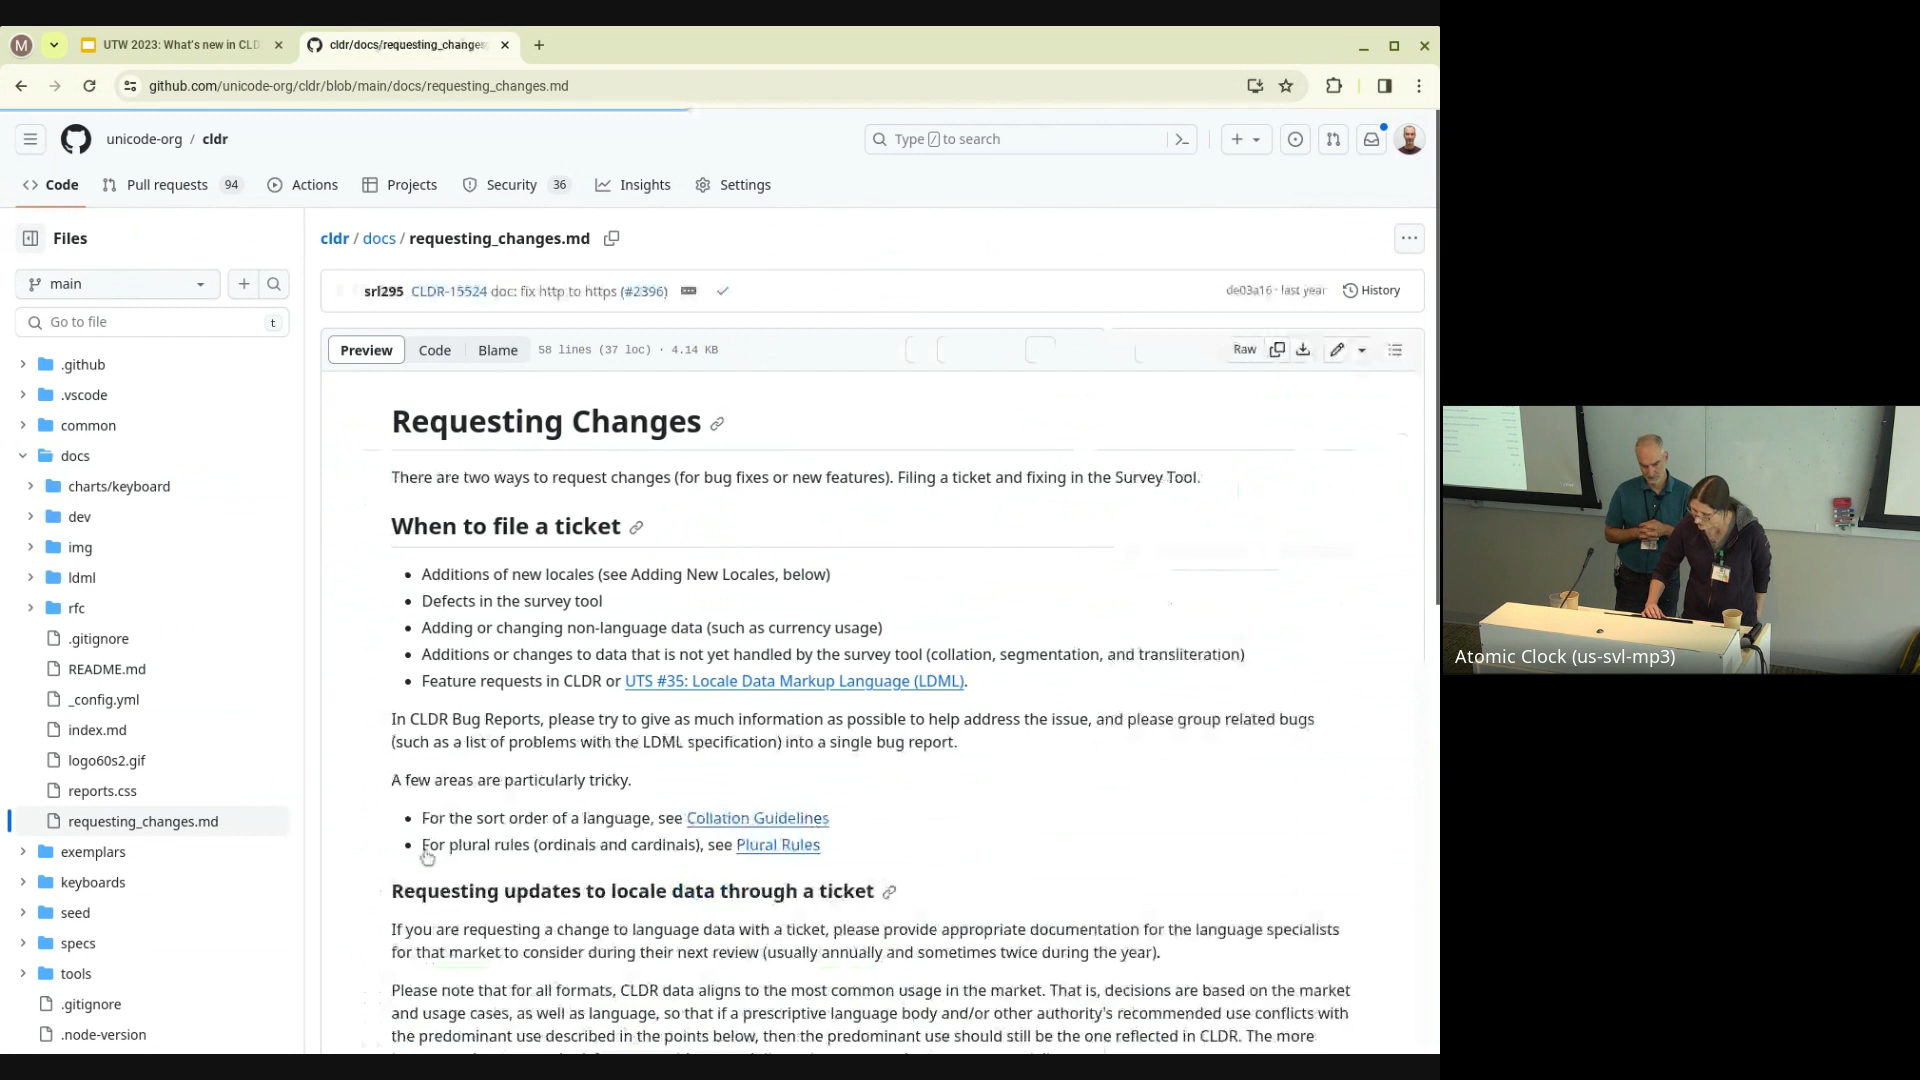 M
UTW 2023: What's new in CLD
cldr/docs/requesting_changes
github.com/unicode-org/cldr/blob/main/docs/requesting_changes.md
unicode-org / cldr
Type / to search
Code
Pull requests 94
Actions
Projects
Security 36
Insights
Settings
Files
main
Go to file
t
.github
.vscode
common
docs
charts/keyboard
dev
img
ldml
rfc
.gitignore
README.md
_config.yml
index.md
logo60s2.gif
reports.css
requesting_changes.md
exemplars
keyboards
seed
specs
tools
.gitignore
.node-version
cldr / docs / requesting_changes.md
srl295 CLDR-15524 doc: fix http to https (#2396)
de03a16 · last year
History
Preview
Code
Blame
58 lines (37 loc) · 4.14 KB
Raw
Requesting Changes
There are two ways to request changes (for bug fixes or new features). Filing a ticket and fixing in the Survey Tool.
When to file a ticket
• Additions of new locales (see Adding New Locales, below)
• Defects in the survey tool
• Adding or changing non-language data (such as currency usage)
• Additions or changes to data that is not yet handled by the survey tool (collation, segmentation, and transliteration)
• Feature requests in CLDR or UTS #35: Locale Data Markup Language (LDML).
In CLDR Bug Reports, please try to give as much information as possible to help address the issue, and please group related bugs
(such as a list of problems with the LDML specification) into a single bug report.
A few areas are particularly tricky.
• For the sort order of a language, see Collation Guidelines
• For plural rules (ordinals and cardinals), see Plural Rules
Requesting updates to locale data through a ticket
If you are requesting a change to language data with a ticket, please provide appropriate documentation for the language specialists
for that market to consider during their next review (usually annually and sometimes twice during the year).
Please note that for all formats, CLDR data aligns to the most common usage in the market. That is, decisions are based on the market
and usage cases, as well as language, so that if a prescriptive language body and/or other authority's recommended use conflicts with
the predominant use described in the points below, then the predominant use should still be the one reflected in CLDR. The more
Atomic Clock (us-svl-mp3)